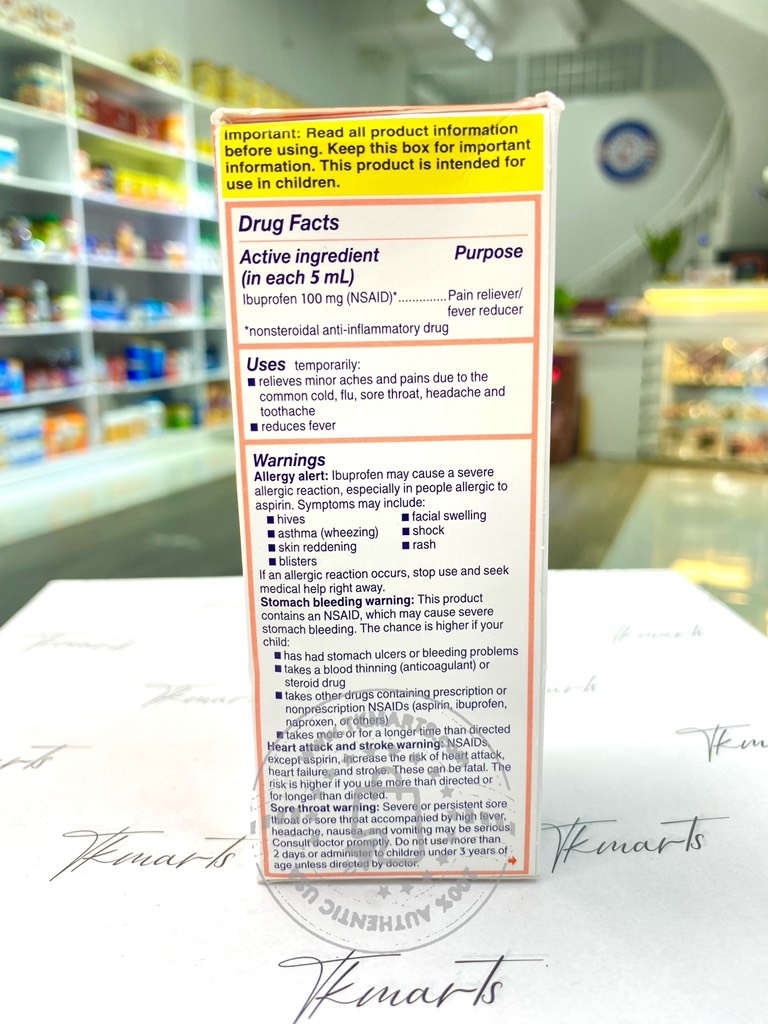 Important: Read all product information
before using. Keep this box for important
information. This product is intended for
use in children.
Drug Facts
Active ingredient Purpose
(in each 5 mL)
Ibuprofen 100 mg (NSAID)*..............Pain reliever/
fever reducer
*nonsteroidal anti-inflammatory drug
Uses temporarily:
■ relieves minor aches and pains due to the
common cold, flu, sore throat, headache and
toothache
■ reduces fever
Warnings
Allergy alert: Ibuprofen may cause a severe
allergic reaction, especially in people allergic to
aspirin. Symptoms may include:
■ hives ■ facial swelling
■ asthma (wheezing) ■ shock
■ skin reddening ■ rash
■ blisters
If an allergic reaction occurs, stop use and seek
medical help right away.
Stomach bleeding warning: This product
contains an NSAID, which may cause severe
stomach bleeding. The chance is higher if your
child:
■ has had stomach ulcers or bleeding problems
■ takes a blood thinning (anticoagulant) or
steroid drug
■ takes other drugs containing prescription or
nonprescription NSAIDs (aspirin, ibuprofen,
naproxen, or others)
■ takes more or for a longer time than directed
Heart attack and stroke warning: NSAIDs,
except aspirin, increase the risk of heart attack,
heart failure, and stroke. These can be fatal. The
risk is higher if you use more than directed or
for longer than directed.
Sore throat warning: Severe or persistent sore
throat or sore throat accompanied by high fever,
headache, nausea, and vomiting may be serious.
Consult doctor promptly. Do not use more than
2 days or administer to children under 3 years of
age unless directed by doctor.
100% AUTHENTIC USA
Tkmarts
Tkmarts
Tkmarts